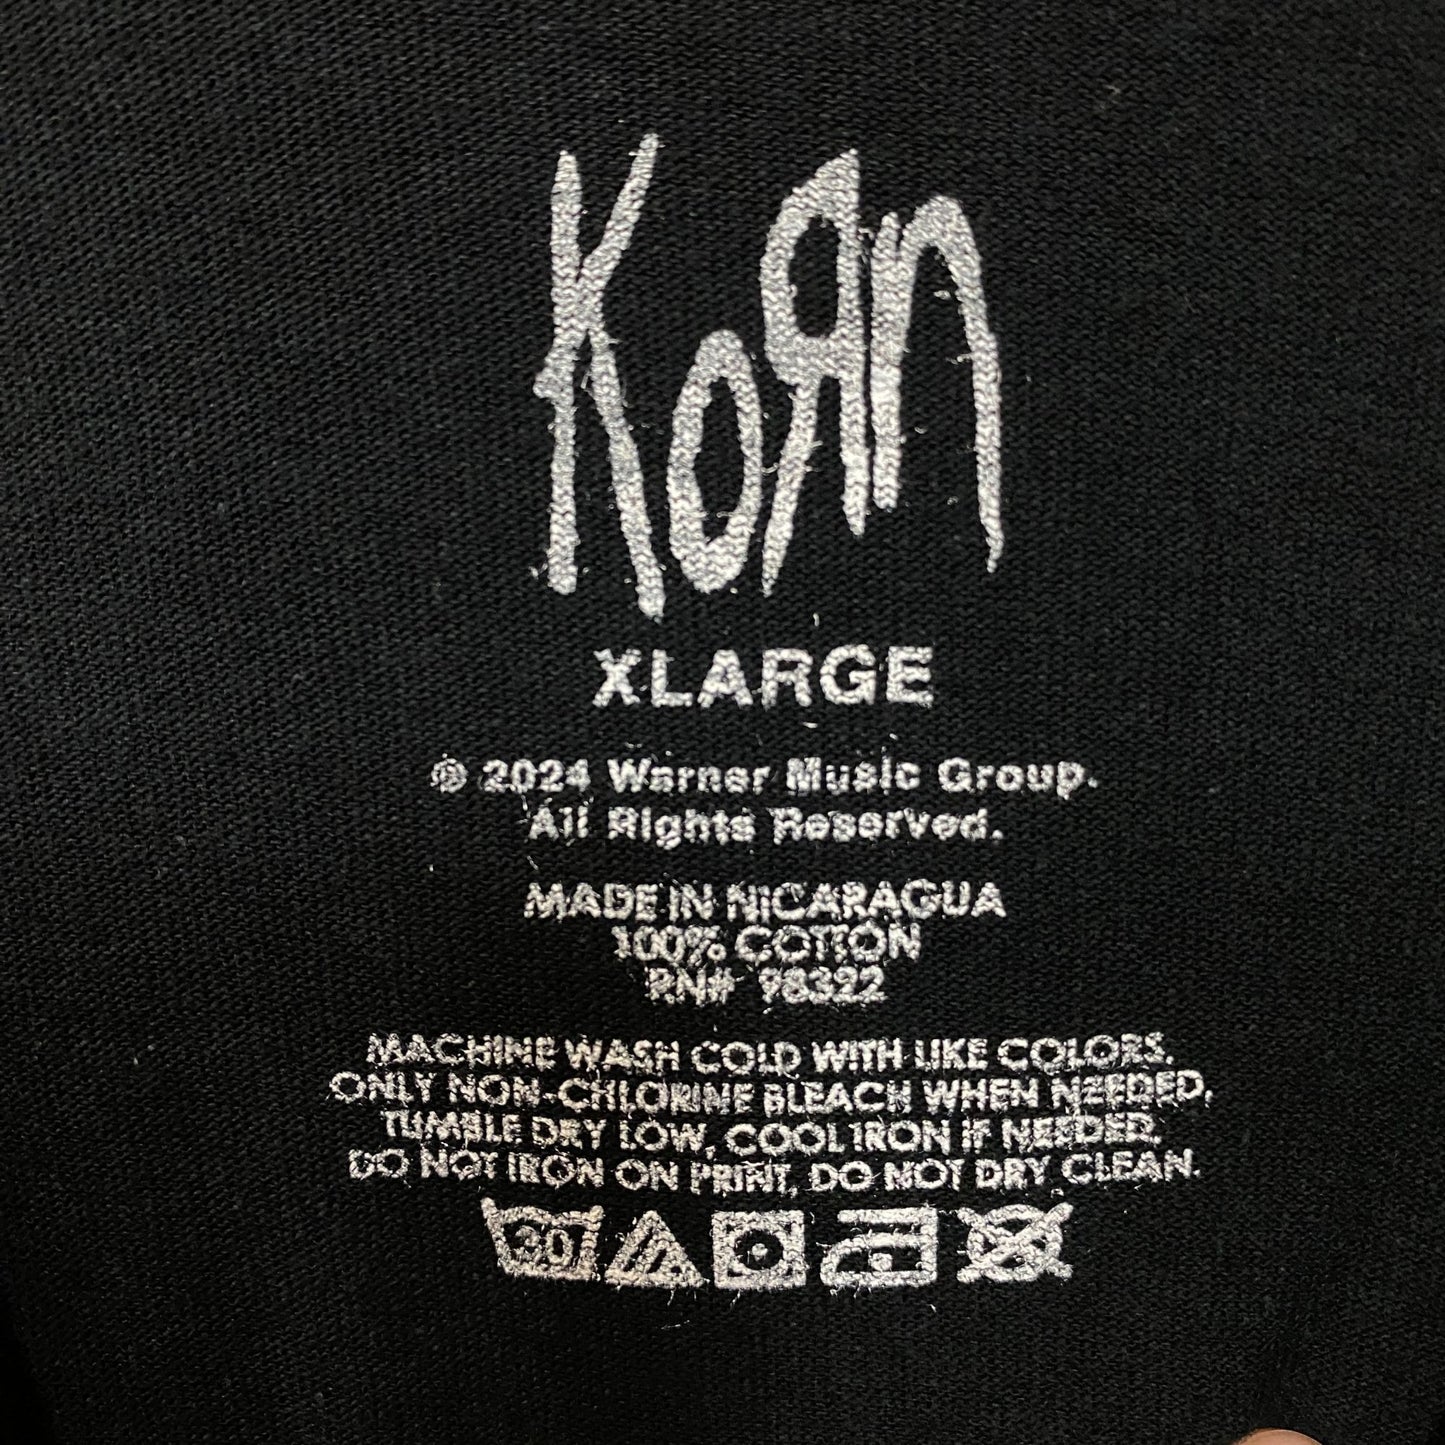 KoЯn
XLARGE
© 2024 Warner Music Group.
All Rights Reserved.
MADE IN NICARAGUA
100% COTTON
RN# 98322
MACHINE WASH COLD WITH LIKE COLORS.
ONLY NON-CHLORINE BLEACH WHEN NEEDED.
TUMBLE DRY LOW, COOL IRON IF NEEDED.
DO NOT IRON ON PRINT, DO NOT DRY CLEAN.
30